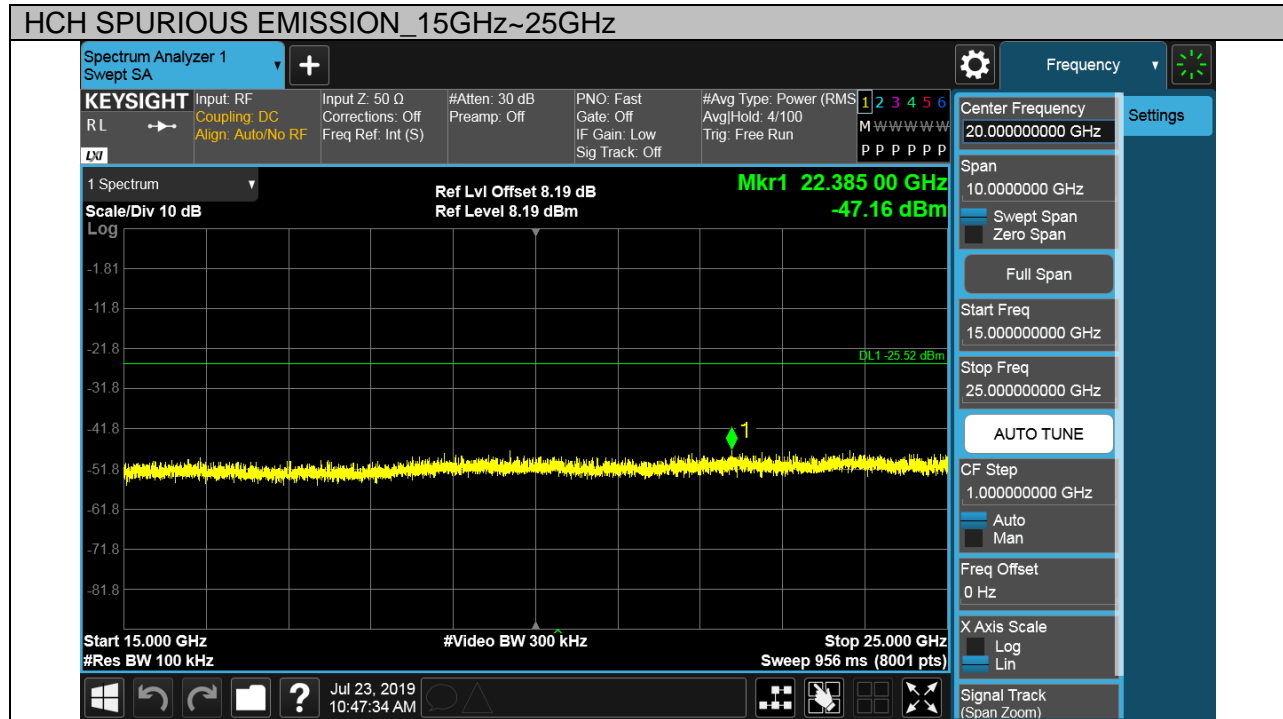 HCH SPURIOUS EMISSION_15GHz~25GHz
Spectrum Analyzer 1
Swept SA
Frequency
KEYSIGHT
RL
LXI
Input: RF
Coupling: DC
Align: Auto/No RF
Input Z: 50 Ω
Corrections: Off
Freq Ref: Int (S)
#Atten: 30 dB
Preamp: Off
PNO: Fast
Gate: Off
IF Gain: Low
Sig Track: Off
#Avg Type: Power (RMS
Avg|Hold: 4/100
Trig: Free Run
1 2 3 4 5 6
M W W W W W
P P P P P P
1 Spectrum
Scale/Div 10 dB
Log
Ref Lvl Offset 8.19 dB
Ref Level 8.19 dBm
Mkr1 22.385 00 GHz
-47.16 dBm
-1.81
-11.8
-21.8
DL1 -25.52 dBm
-31.8
-41.8
1
-51.8
-61.8
-71.8
-81.8
Start 15.000 GHz
#Video BW 300 kHz
Stop 25.000 GHz
#Res BW 100 kHz
Sweep 956 ms (8001 pts)
?
Jul 23, 2019
10:47:34 AM
Center Frequency
20.000000000 GHz
Settings
Span
10.0000000 GHz
Swept Span
Zero Span
Full Span
Start Freq
15.000000000 GHz
Stop Freq
25.000000000 GHz
AUTO TUNE
CF Step
1.000000000 GHz
Auto
Man
Freq Offset
0 Hz
X Axis Scale
Log
Lin
Signal Track
(Span Zoom)